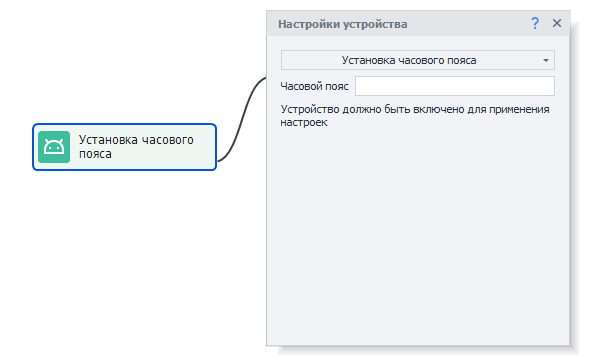 Настройки устройства
?
Установка часового пояса
Часовой пояс
Устройство должно быть включено для применения
настроек
Установка часового
пояса